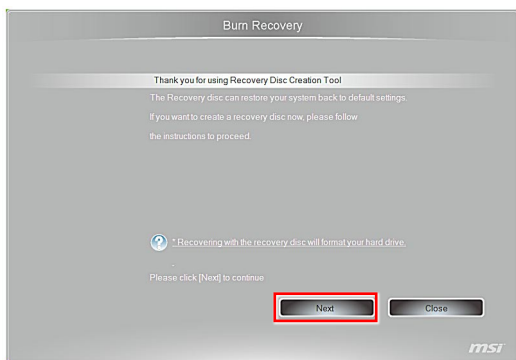 Burn Recovery
Thank you for using Recovery Disc Creation Tool
The Recovery disc can restore your system back to default settings.
If you want to create a recovery disc now, please follow
the instructions to proceed.
* Recovering with the recovery disc will format your hard drive.
Please click [Next] to continue
Next Close
msi